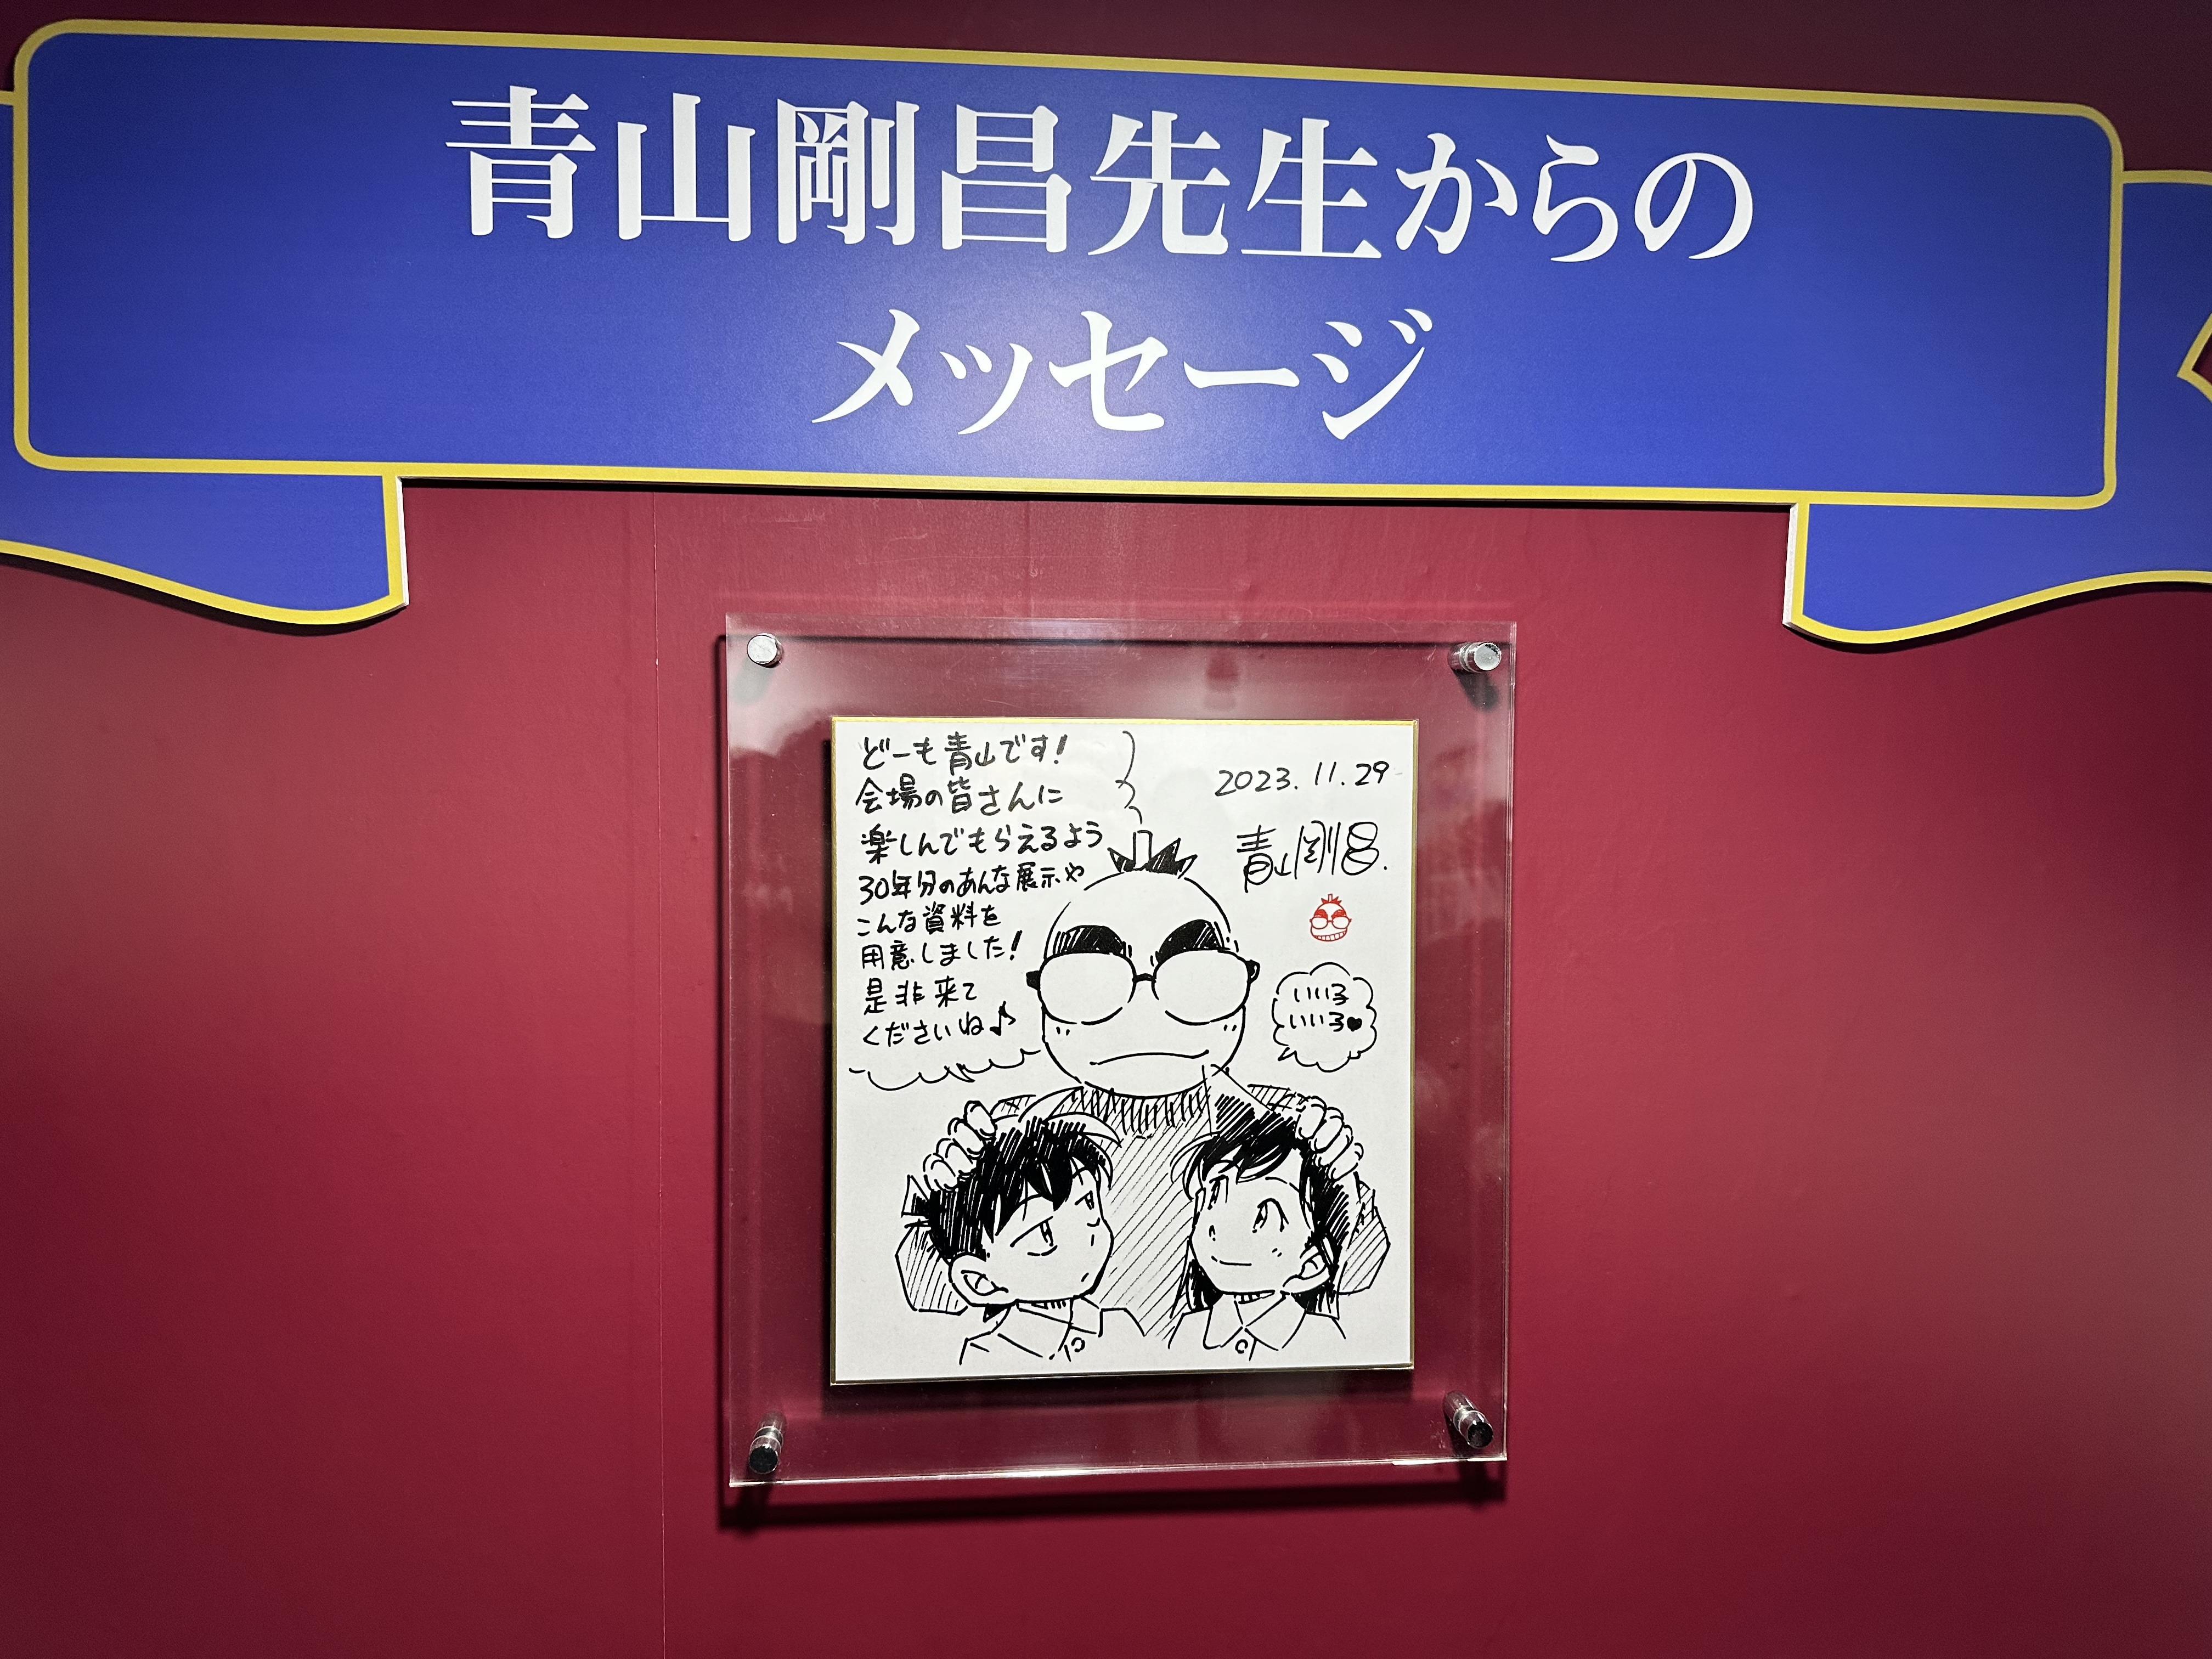 青山剛昌先生からの
メッセージ
どーも青山です!
会場の皆さんに
楽しんでもらえるよう
30年分のあんな展示や
こんな資料を
用意しました!
是非来て
くださいね♪
2023.11.29
青山剛昌.
いい子
いい子♥